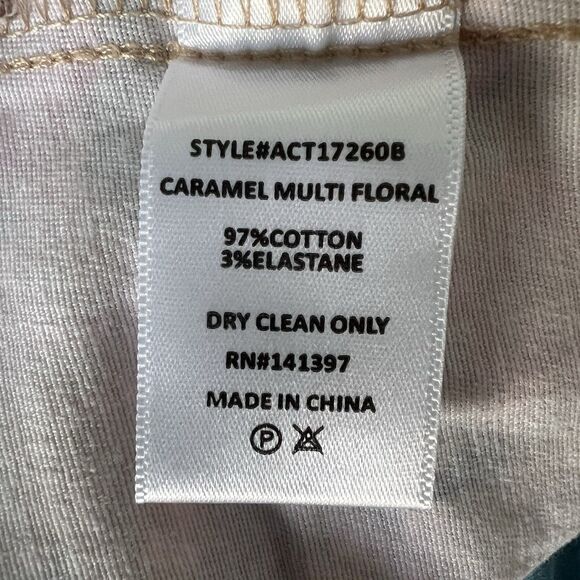 STYLE#ACT17260B
CARAMEL MULTI FLORAL
97%COTTON
3%ELASTANE
DRY CLEAN ONLY
RN#141397
MADE IN CHINA
P